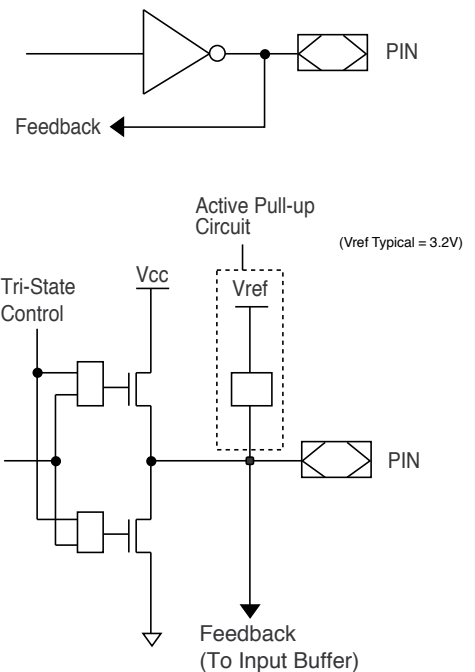 PIN
Feedback
Active Pull-up
Circuit
(Vref Typical = 3.2V)
Tri-State
Control
Vcc
Vref
PIN
Feedback
(To Input Buffer)